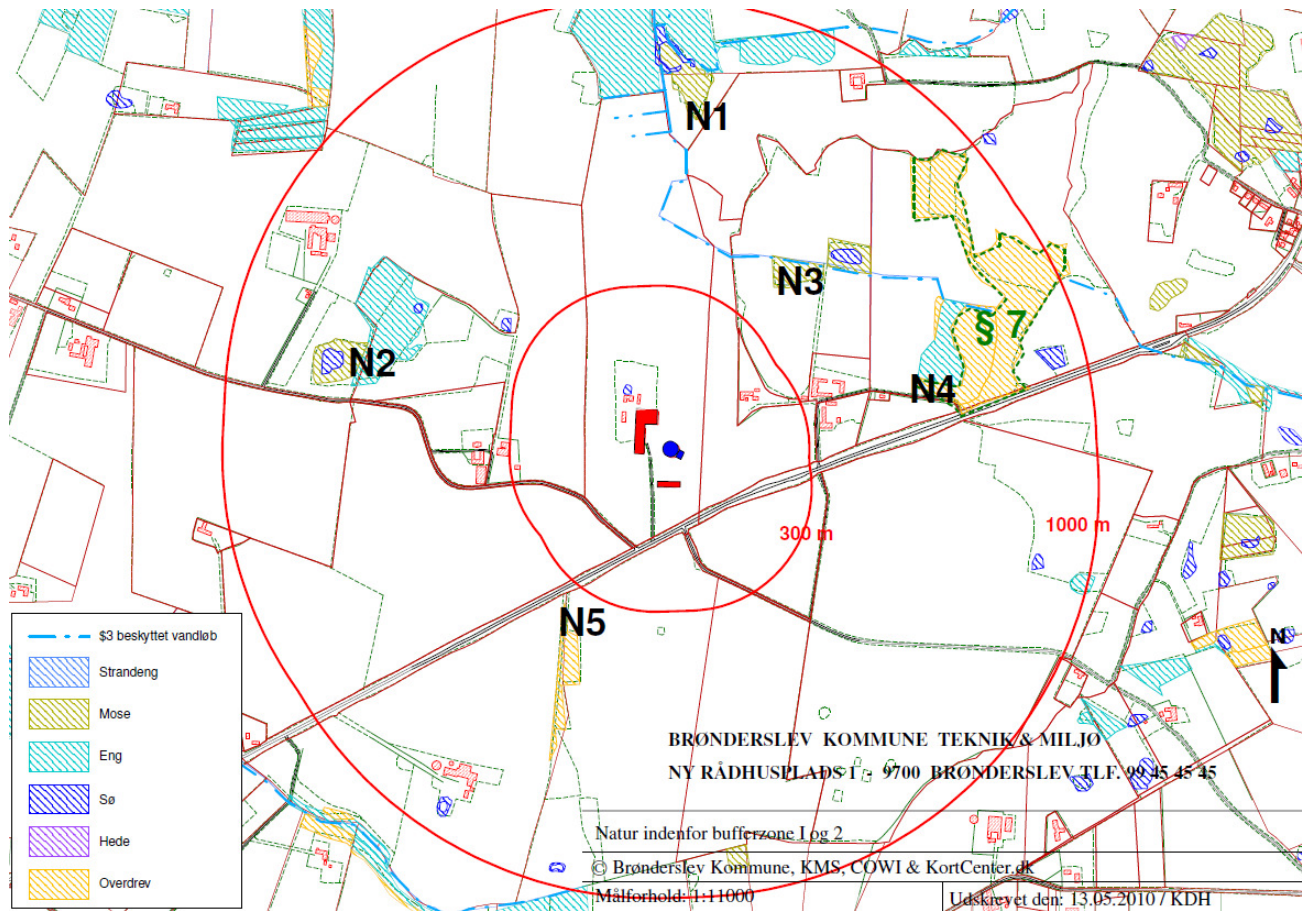 N1
N3
§ 7
N2
N4
300 m
1000 m
N5
N
$3 beskyttet vandløb
Strandeng
Mose
Eng
Sø
Hede
Overdrev
BRØNDERSLEV KOMMUNE TEKNIK & MILJØ
NY RÅDHUSPLADS 1 - 9700 BRØNDERSLEV TLF. 99 45 45 45
Natur indenfor bufferzone I og 2
© Brønderslev Kommune, KMS, COWI & KortCenter.dk
Målforhold: 1:11000
Udskrevet den: 13.05.2010 / KDH